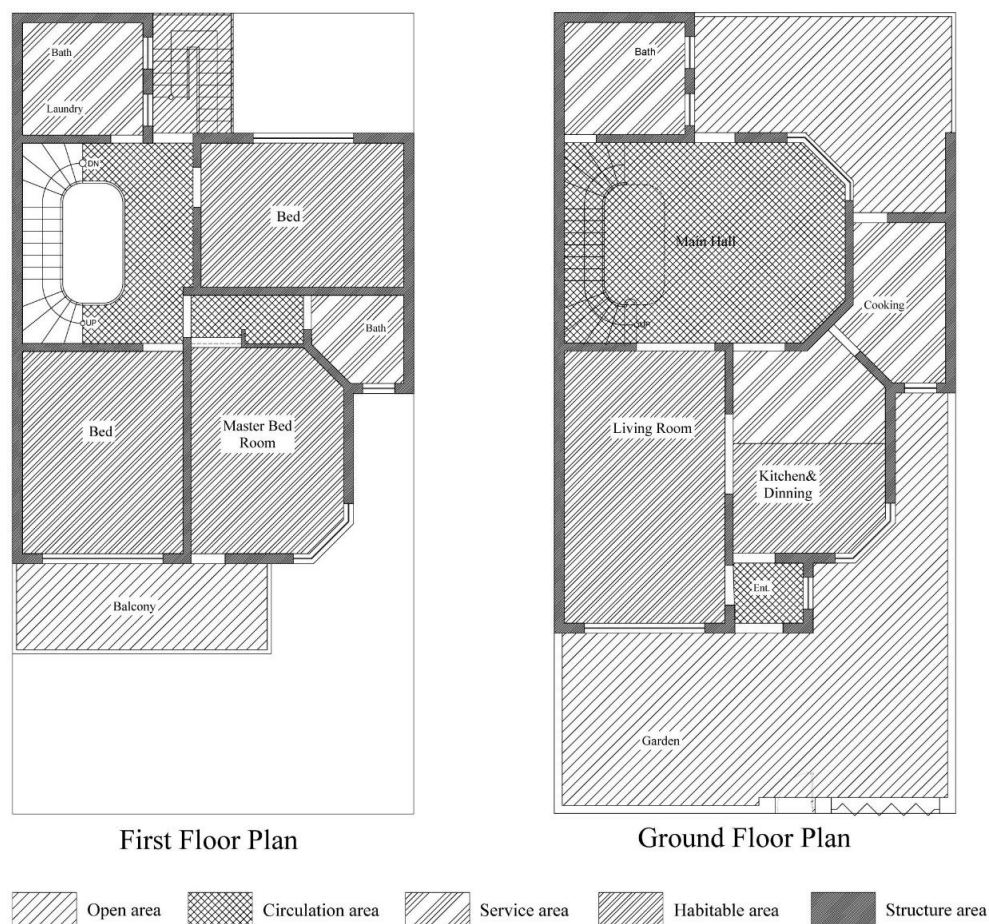 Bath
Laundry
DN
Bed
UP
Bath
Bed
Master Bed
Room
Balcony
First Floor Plan
Bath
Main Hall
Cooking
UP
Living Room
Kitchen&
Dinning
Ent.
Garden
Ground Floor Plan
Open area
Circulation area
Service area
Habitable area
Structure area